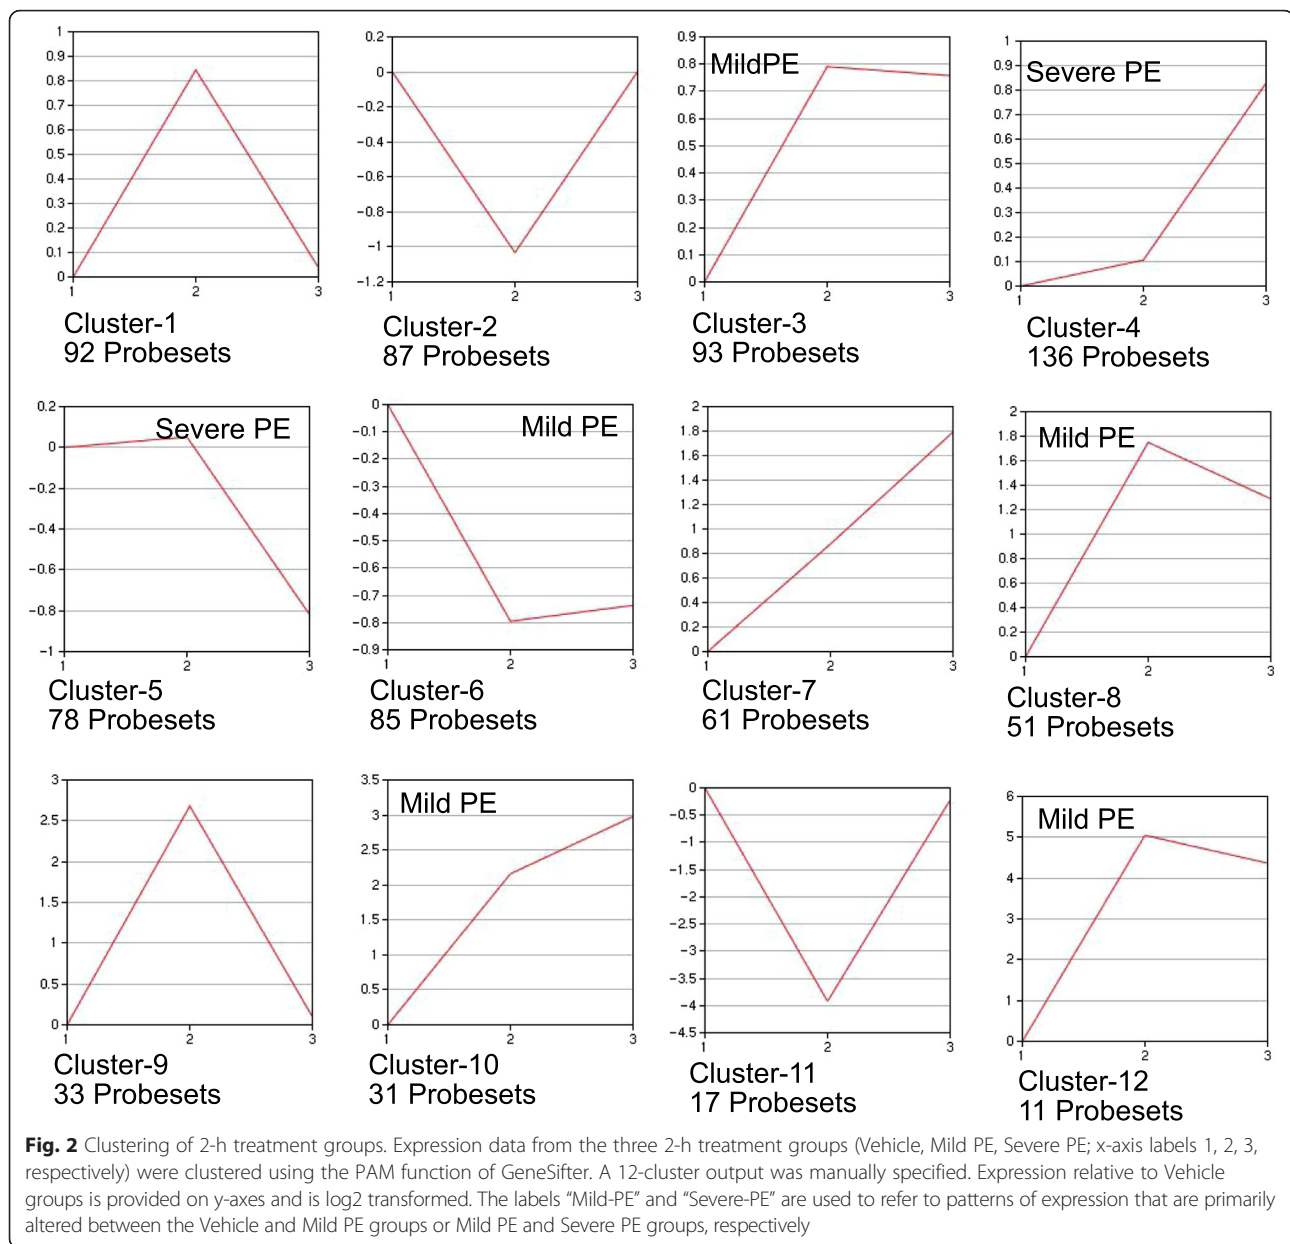 1
0.9
0.8
0.7
0.6
0.5
0.4
0.3
0.2
0.1
0
1 2 3
Cluster-1
92 Probesets
0.2
0
-0.2
-0.4
-0.6
-0.8
-1
-1.2
1 2 3
Cluster-2
87 Probesets
0.9
0.8
0.7
0.6
0.5
0.4
0.3
0.2
0.1
0
MildPE
1 2 3
Cluster-3
93 Probesets
1
0.9
0.8
0.7
0.6
0.5
0.4
0.3
0.2
0.1
0
Severe PE
1 2 3
Cluster-4
136 Probesets
0.2
0
-0.2
-0.4
-0.6
-0.8
-1
Severe PE
1 2 3
Cluster-5
78 Probesets
0
-0.1
-0.2
-0.3
-0.4
-0.5
-0.6
-0.7
-0.8
-0.9
Mild PE
1 2 3
Cluster-6
85 Probesets
2
1.8
1.6
1.4
1.2
1
0.8
0.6
0.4
0.2
0
1 2 3
Cluster-7
61 Probesets
2
1.8
1.6
1.4
1.2
1
0.8
0.6
0.4
0.2
0
Mild PE
1 2 3
Cluster-8
51 Probesets
3
2.5
2
1.5
1
0.5
0
1 2 3
Cluster-9
33 Probesets
3.5
3
2.5
2
1.5
1
0.5
0
Mild PE
1 2 3
Cluster-10
31 Probesets
0
-0.5
-1
-1.5
-2
-2.5
-3
-3.5
-4
-4.5
1 2 3
Cluster-11
17 Probesets
6
5
4
3
2
1
0
Mild PE
1 2 3
Cluster-12
11 Probesets
Fig. 2 Clustering of 2-h treatment groups. Expression data from the three 2-h treatment groups (Vehicle, Mild PE, Severe PE; x-axis labels 1, 2, 3,
respectively) were clustered using the PAM function of GeneSifter. A 12-cluster output was manually specified. Expression relative to Vehicle
groups is provided on y-axes and is log2 transformed. The labels “Mild-PE” and “Severe-PE” are used to refer to patterns of expression that are primarily
altered between the Vehicle and Mild PE groups or Mild PE and Severe PE groups, respectively